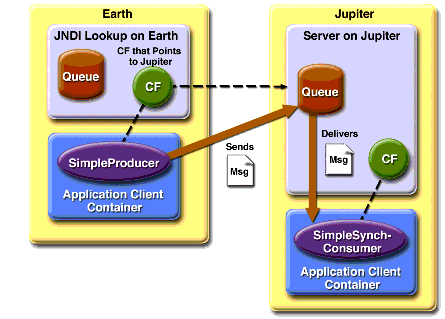 Earth
JNDI Lookup on Earth
CF that Points
to Jupiter
Queue
CF
SimpleProducer
Application Client
Container
Sends
Msg
Jupiter
Server on Jupiter
Queue
Delivers
Msg
CF
SimpleSynch-
Consumer
Application Client
Container